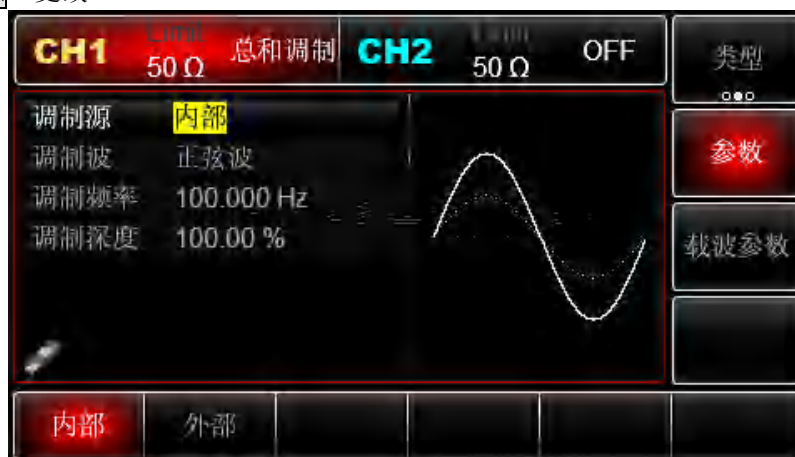 CH1 Limit 50 Ω 总和调制 CH2 Limit 50 Ω OFF
类型
调制源 内部
调制波 正弦波
调制频率 100.000 Hz
调制深度 100.00 %
参数
载波参数
内部 外部